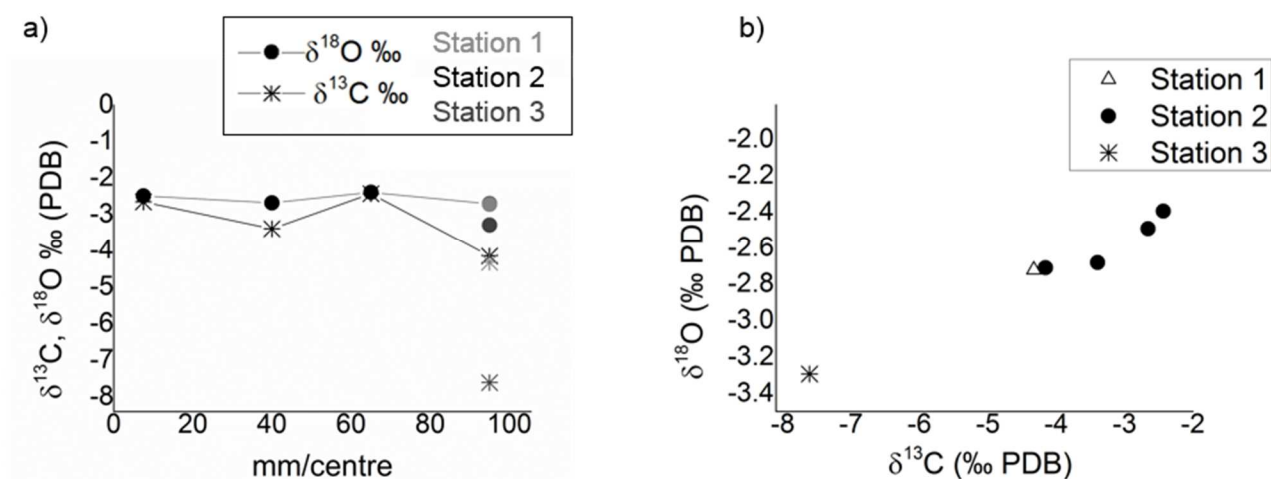 a)
δ18O ‰ Station 1
δ13C ‰ Station 2
Station 3
0
-1
-2
-3
-4
-5
-6
-7
-8
δ13C, δ18O ‰ (PDB)
0 20 40 60 80 100
mm/centre
b)
Station 1
Station 2
Station 3
-2.0
-2.2
-2.4
-2.6
-2.8
-3.0
-3.2
-3.4
δ18O (‰ PDB)
-8 -7 -6 -5 -4 -3 -2
δ13C (‰ PDB)